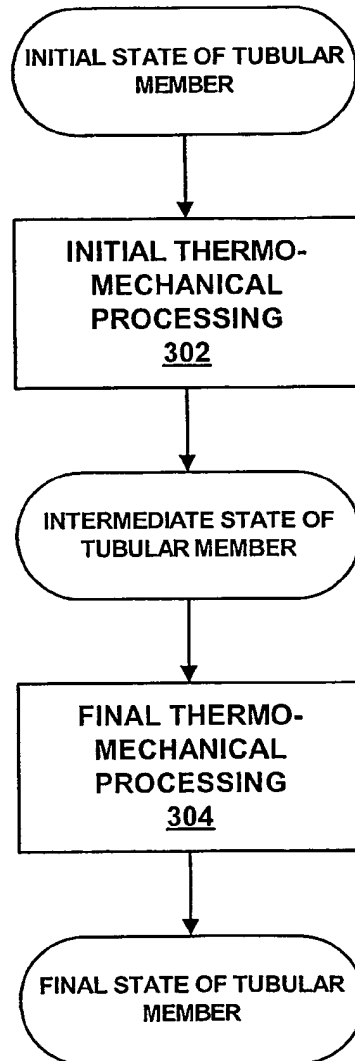 INITIAL STATE OF TUBULAR
MEMBER
INITIAL THERMO-
MECHANICAL
PROCESSING
302
INTERMEDIATE STATE OF
TUBULAR MEMBER
FINAL THERMO-
MECHANICAL
PROCESSING
304
FINAL STATE OF TUBULAR
MEMBER